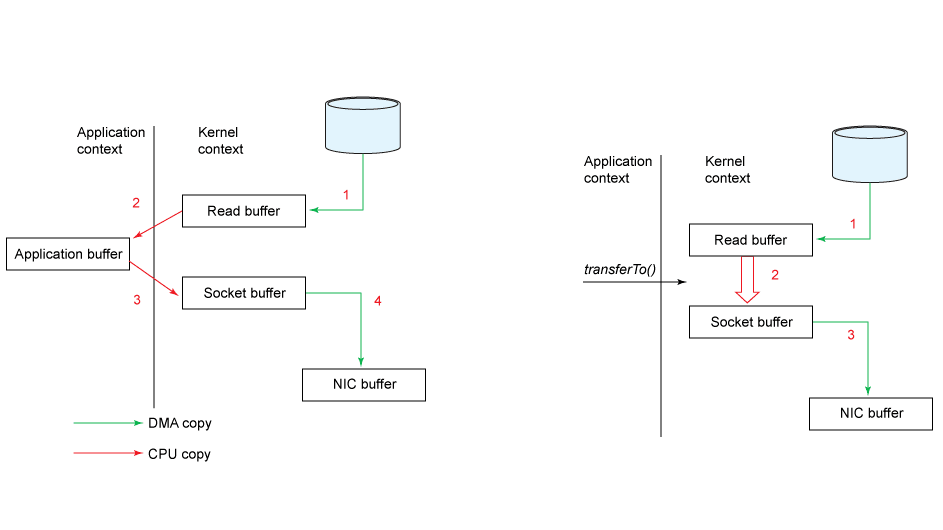 Application
context
Kernel
context
1
2
Read buffer
Application buffer
3
Socket buffer
4
NIC buffer
DMA copy
CPU copy
Application
context
Kernel
context
1
Read buffer
transferTo()
2
Socket buffer
3
NIC buffer